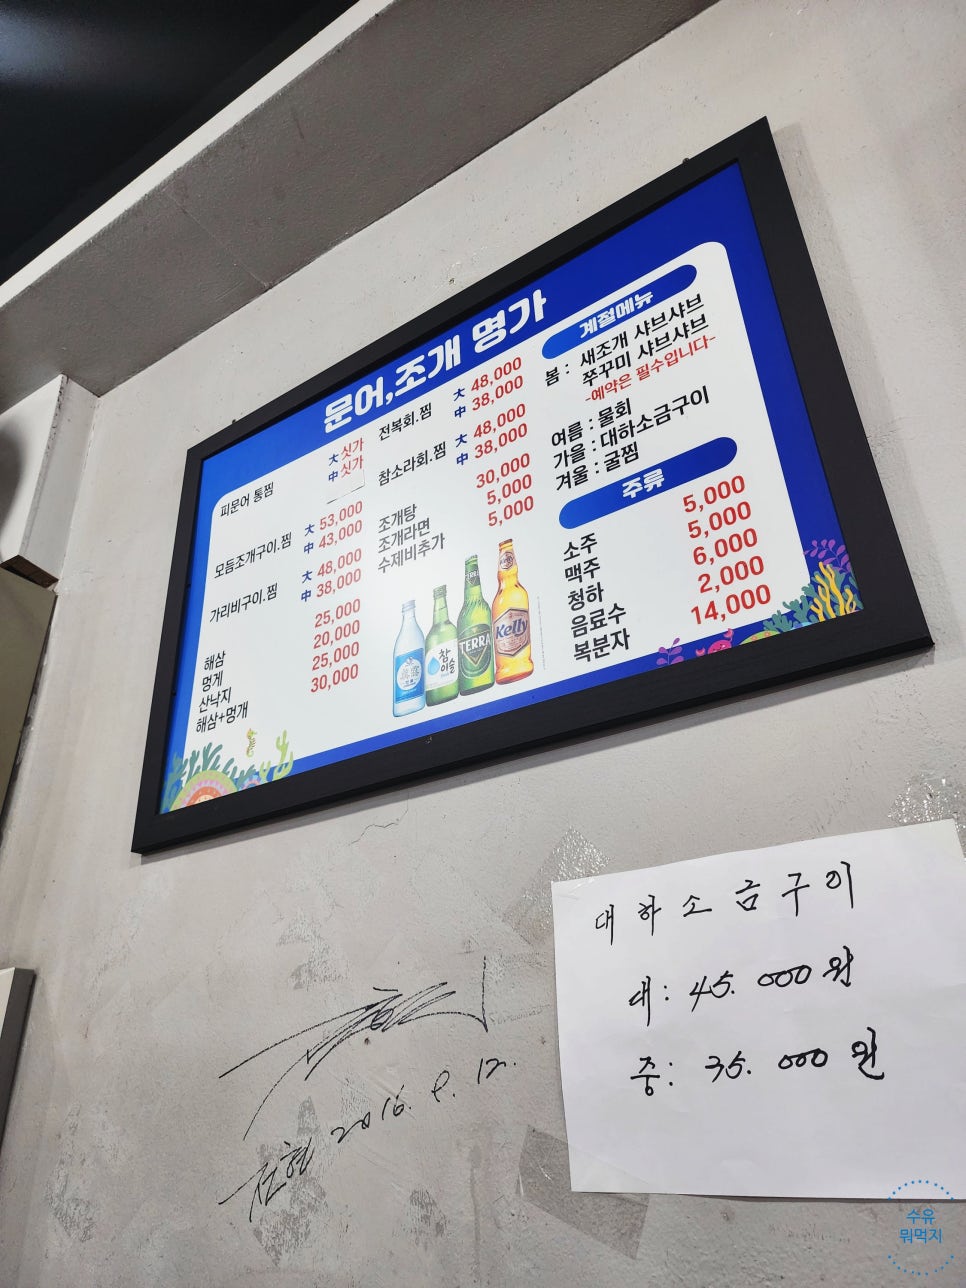 문어,조개 명가
피문어 통찜 大 싯가
中 싯가
모듬조개구이.찜 大 53,000
中 43,000
가리비구이.찜 大 48,000
中 38,000
해삼 25,000
멍게 20,000
산낙지 25,000
해삼+멍개 30,000
전복회.찜 大 48,000
中 38,000
참소라회.찜 大 48,000
中 38,000
조개탕 30,000
조개라면 5,000
수제비추가 5,000
참이슬
TERRA
Kelly
계절메뉴
봄 : 새조개 샤브샤브
쭈꾸미 샤브샤브
-예약은 필수입니다-
여름 : 물회
가을 : 대하소금구이
겨울 : 굴찜
주류
소주 5,000
맥주 5,000
청하 6,000
음료수 2,000
복분자 14,000
대하소금구이
대: 45.000원
중: 35.000원
2016. 9. 12.
수유
뭐먹지